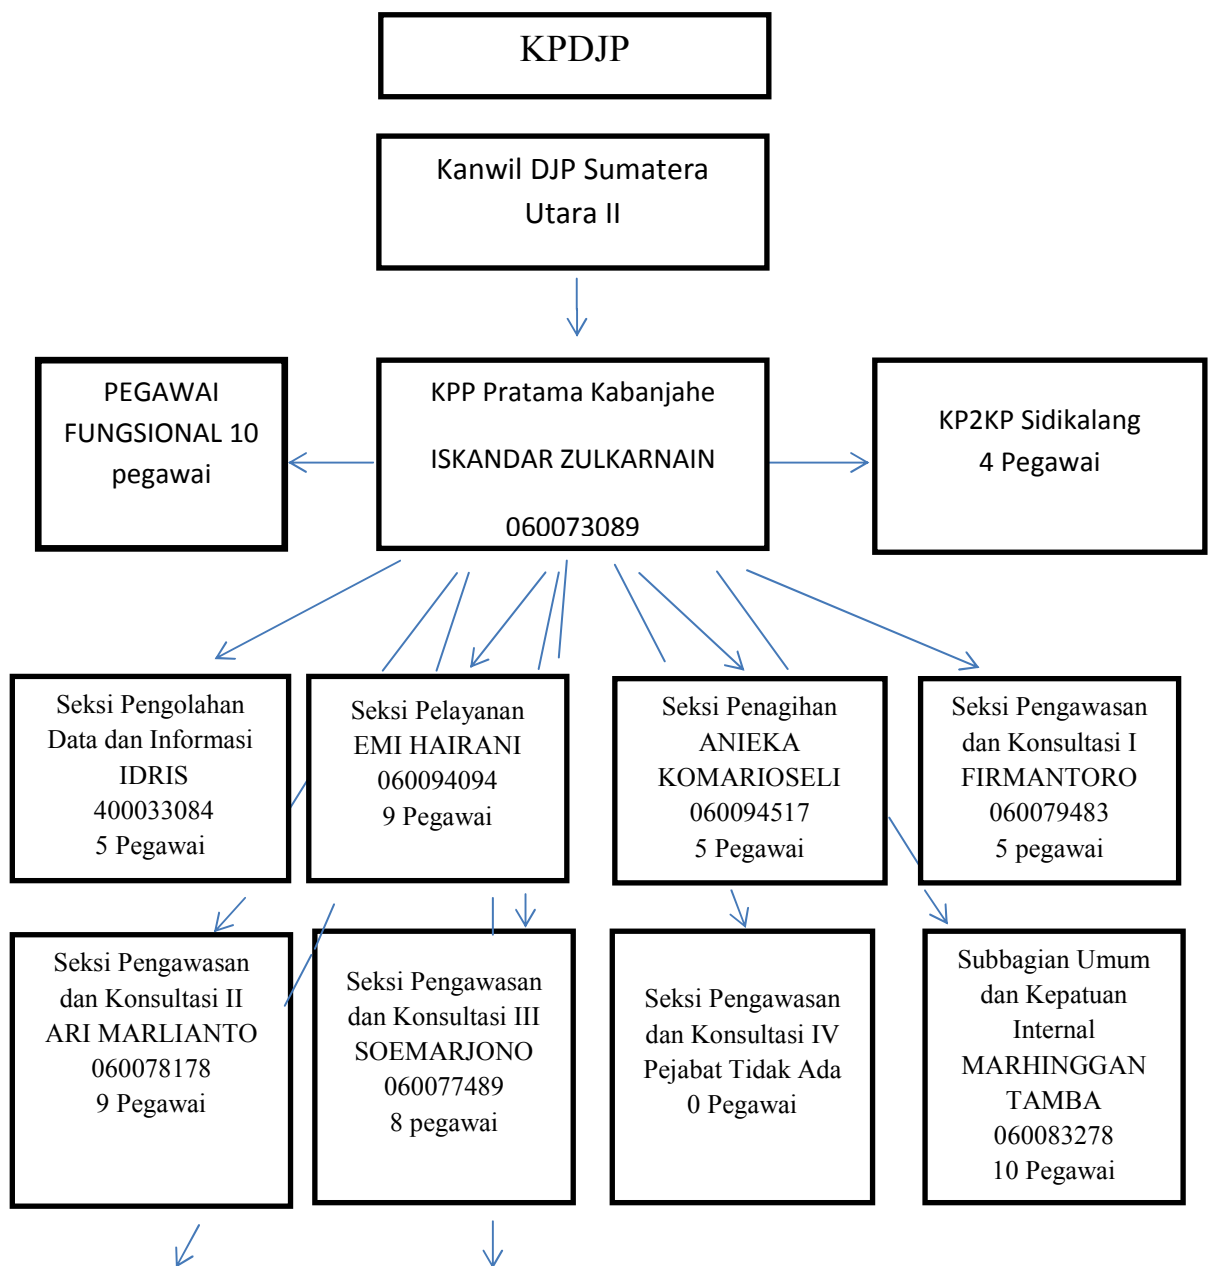 KPDJP
Kanwil DJP Sumatera
Utara II
PEGAWAI
FUNGSIONAL 10
pegawai
KPP Pratama Kabanjahe
ISKANDAR ZULKARNAIN
060073089
KP2KP Sidikalang
4 Pegawai
Seksi Pengolahan
Data dan Informasi
IDRIS
400033084
5 Pegawai
Seksi Pelayanan
EMI HAIRANI
060094094
9 Pegawai
Seksi Penagihan
ANIEKA
KOMARIOSELI
060094517
5 Pegawai
Seksi Pengawasan
dan Konsultasi I
FIRMANTORO
060079483
5 pegawai
Seksi Pengawasan
dan Konsultasi II
ARI MARLIANTO
060078178
9 Pegawai
Seksi Pengawasan
dan Konsultasi III
SOEMARJONO
060077489
8 pegawai
Seksi Pengawasan
dan Konsultasi IV
Pejabat Tidak Ada
0 Pegawai
Subbagian Umum
dan Kepatuan
Internal
MARHINGGAN
TAMBA
060083278
10 Pegawai